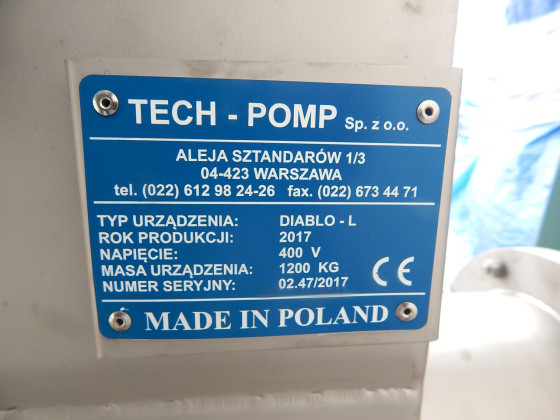 TECH - POMP Sp. z o.o.
ALEJA SZTANDARÓW 1/3
04-423 WARSZAWA
tel. (022) 612 98 24-26 fax. (022) 673 44 71
TYP URZĄDZENIA: DIABLO - L
ROK PRODUKCJI: 2017
NAPIĘCIE: 400 V
MASA URZĄDZENIA: 1200 KG
NUMER SERYJNY: 02.47/2017
CE
MADE IN POLAND